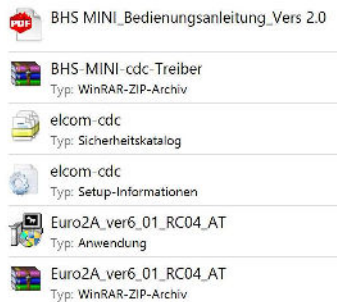 BHS MINI_Bedienungsanleitung_Vers 2.0
BHS-MINI-cdc-Treiber
Typ: WinRAR-ZIP-Archiv
elcom-cdc
Typ: Sicherheitskatalog
elcom-cdc
Typ: Setup-Informationen
Euro2A_ver6_01_RC04_AT
Typ: Anwendung
Euro2A_ver6_01_RC04_AT
Typ: WinRAR-ZIP-Archiv